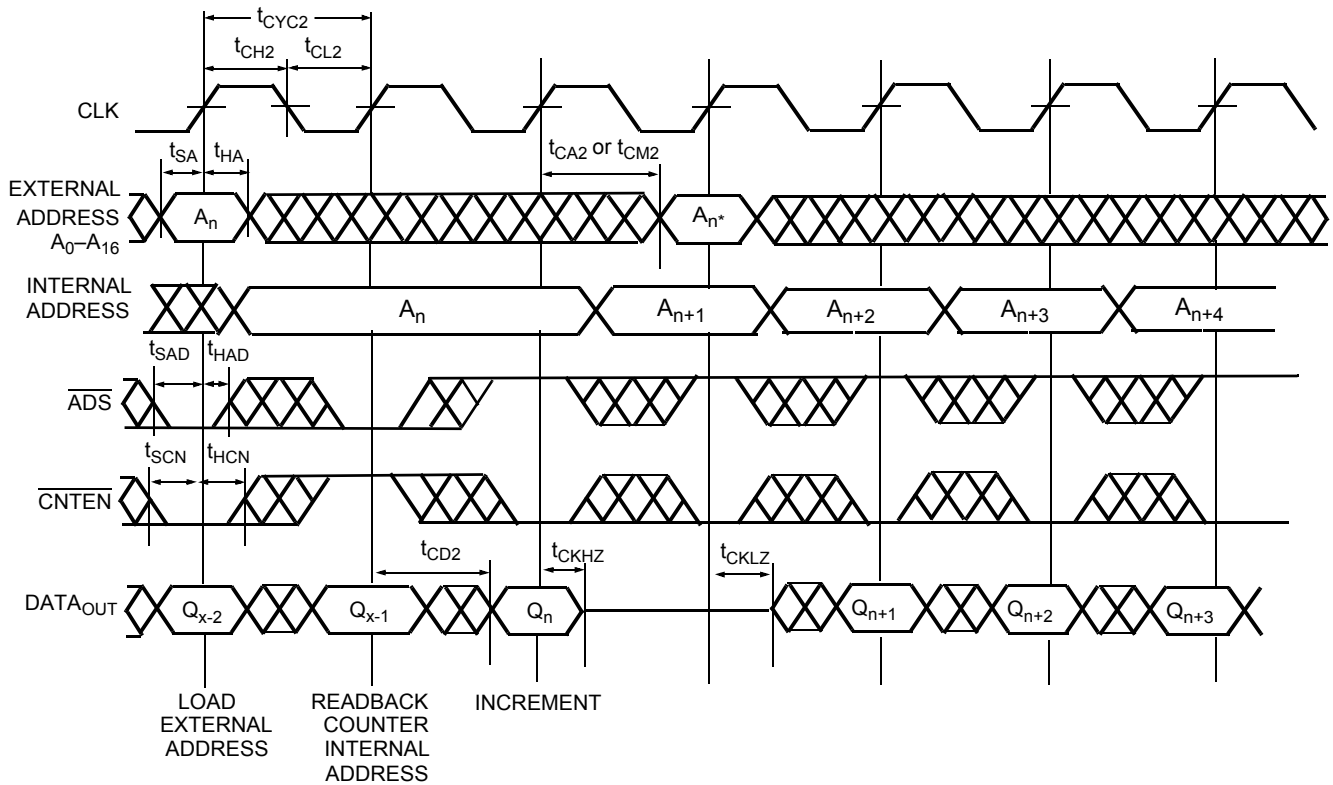 tCYC2
tCH2 tCL2
CLK
tSA tHA
tCA2 or tCM2
EXTERNAL
ADDRESS
A0–A16
An
An*
INTERNAL
ADDRESS
An An+1 An+2 An+3 An+4
tSAD tHAD
ADS
tSCN tHCN
CNTEN
tCD2 tCKHZ tCKLZ
DATAOUT
Qx-2 Qx-1 Qn Qn+1 Qn+2 Qn+3
LOAD
EXTERNAL
ADDRESS
READBACK
COUNTER
INTERNAL
ADDRESS
INCREMENT